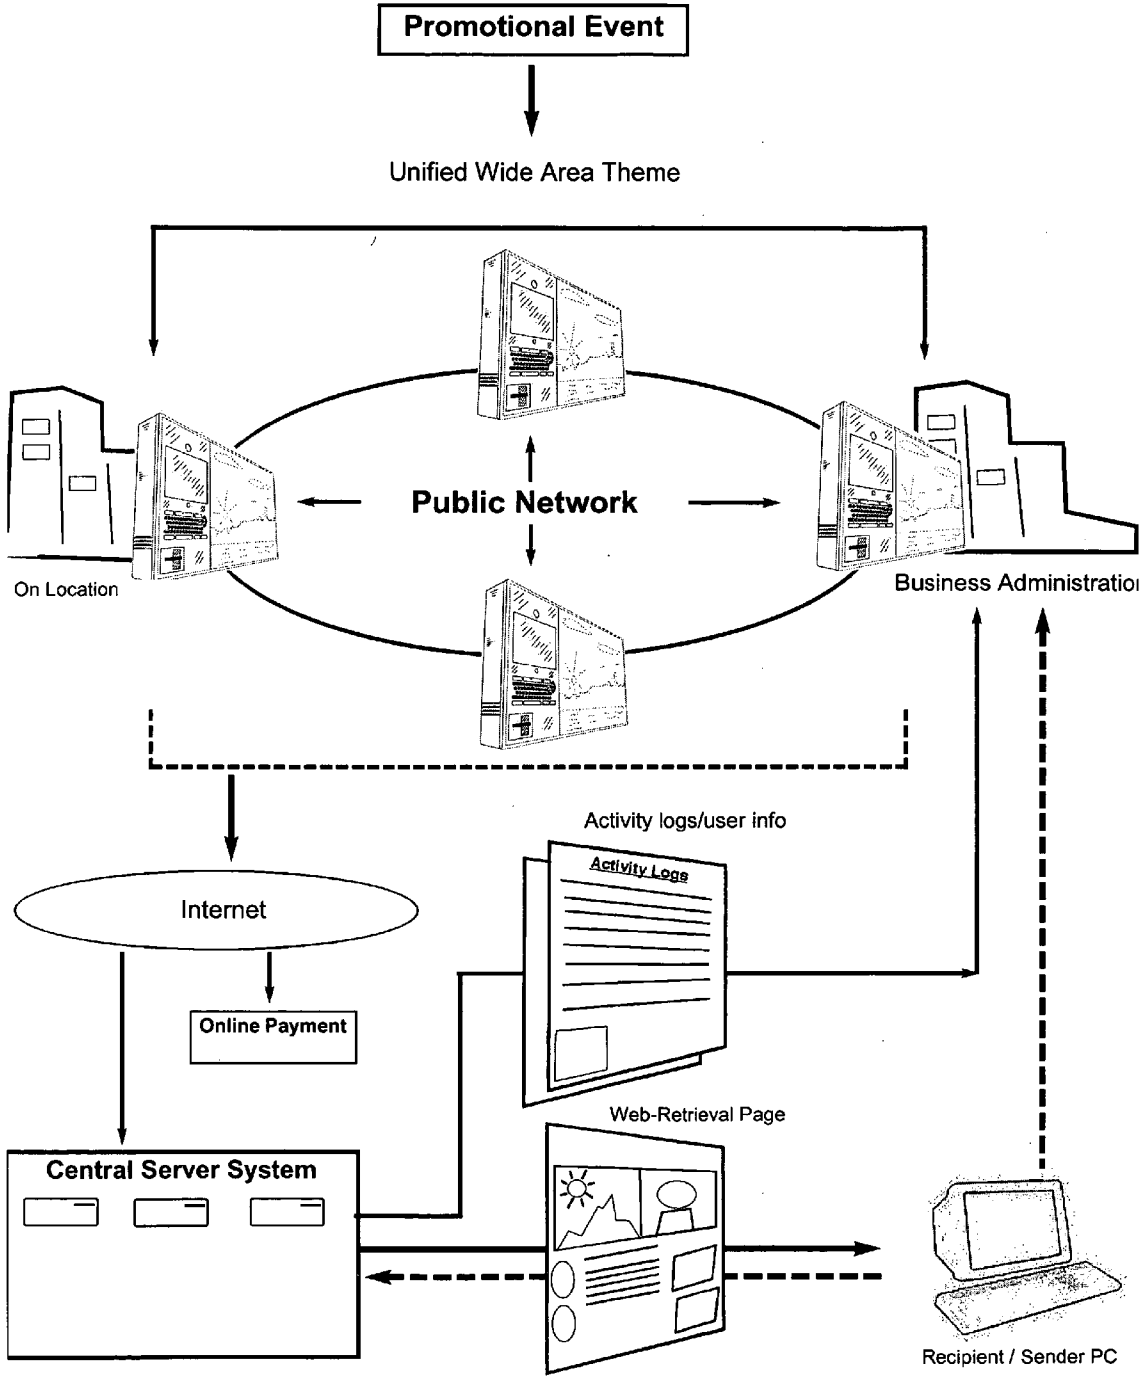 Promotional Event
Unified Wide Area Theme
Public Network
On Location
Business Administration
Activity logs/user info
Activity Logs
Internet
Online Payment
Web-Retrieval Page
Central Server System
Recipient / Sender PC